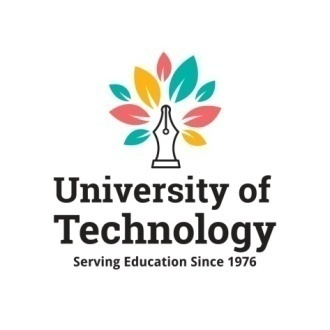 University of
Technology
Serving Education Since 1976